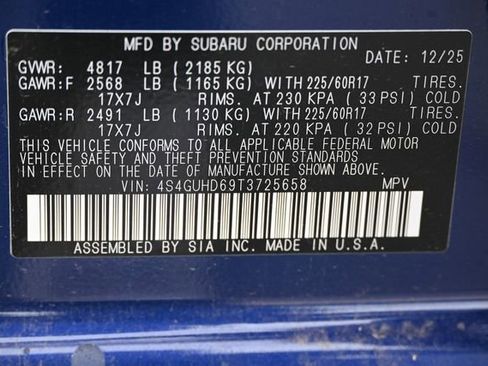 MFD BY SUBARU CORPORATION
DATE: 12/25
GVWR: 4817 LB ( 2185 KG)
GAWR:F 2568 LB ( 1165 KG) WITH 225/60R17 TIRES.
17X7J RIMS. AT 230 KPA ( 33 PSI) COLD
GAWR:R 2491 LB ( 1130 KG) WITH 225/60R17 TIRES.
17X7J RIMS. AT 220 KPA ( 32 PSI) COLD
THIS VEHICLE CONFORMS TO ALL APPLICABLE FEDERAL MOTOR
VEHICLE SAFETY AND THEFT PREVENTION STANDARDS
IN EFFECT ON THE DATE OF MANUFACTURE SHOWN ABOVE.
VIN: 4S4GUHD69T3725658 MPV
ASSEMBLED BY SIA INC. MADE IN U.S.A.